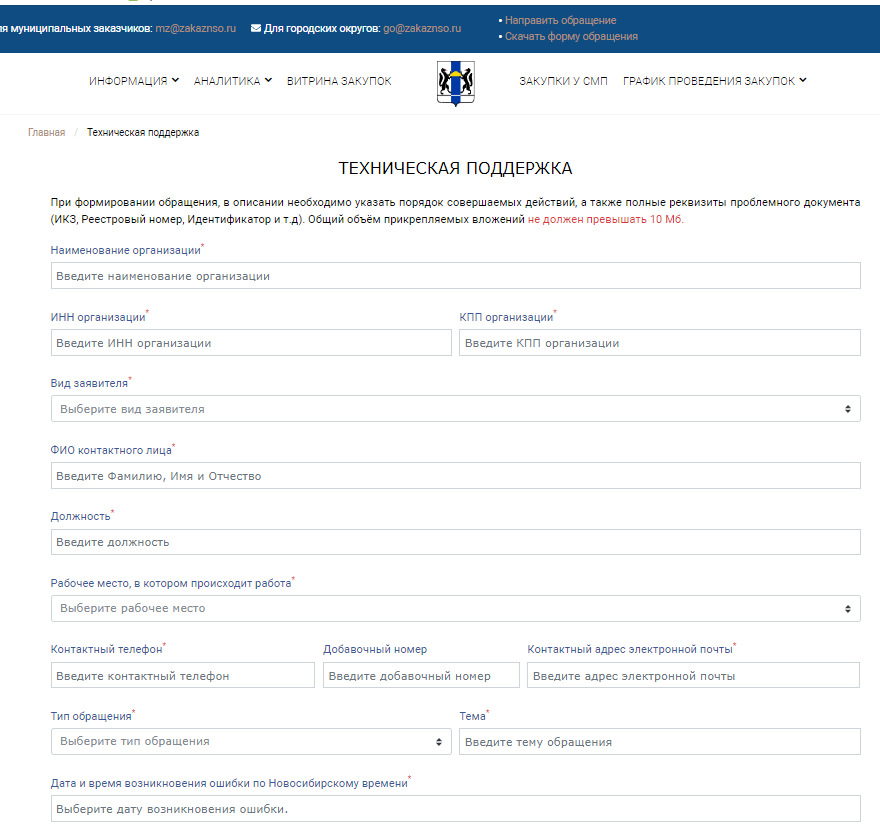 ля муниципальных заказчиков: mz@zakaznso.ru Для городских округов: go@zakaznso.ru
• Направить обращение
• Скачать форму обращения
ИНФОРМАЦИЯ АНАЛИТИКА ВИТРИНА ЗАКУПОК ЗАКУПКИ У СМП ГРАФИК ПРОВЕДЕНИЯ ЗАКУПОК
Главная / Техническая поддержка
ТЕХНИЧЕСКАЯ ПОДДЕРЖКА
При формировании обращения, в описании необходимо указать порядок совершаемых действий, а также полные реквизиты проблемного документа
(ИКЗ, Реестровый номер, Идентификатор и т.д). Общий объём прикрепляемых вложений не должен превышать 10 Мб.
Наименование организации*
Введите наименование организации
ИНН организации* КПП организации*
Введите ИНН организации Введите КПП организации
Вид заявителя*
Выберите вид заявителя
ФИО контактного лица*
Введите Фамилию, Имя и Отчество
Должность*
Введите должность
Рабочее место, в котором происходит работа*
Выберите рабочее место
Контактный телефон* Добавочный номер Контактный адрес электронной почты*
Введите контактный телефон Введите добавочный номер Введите адрес электронной почты
Тип обращения* Тема*
Выберите тип обращения Введите тему обращения
Дата и время возникновения ошибки по Новосибирскому времени*
Выберите дату возникновения ошибки.